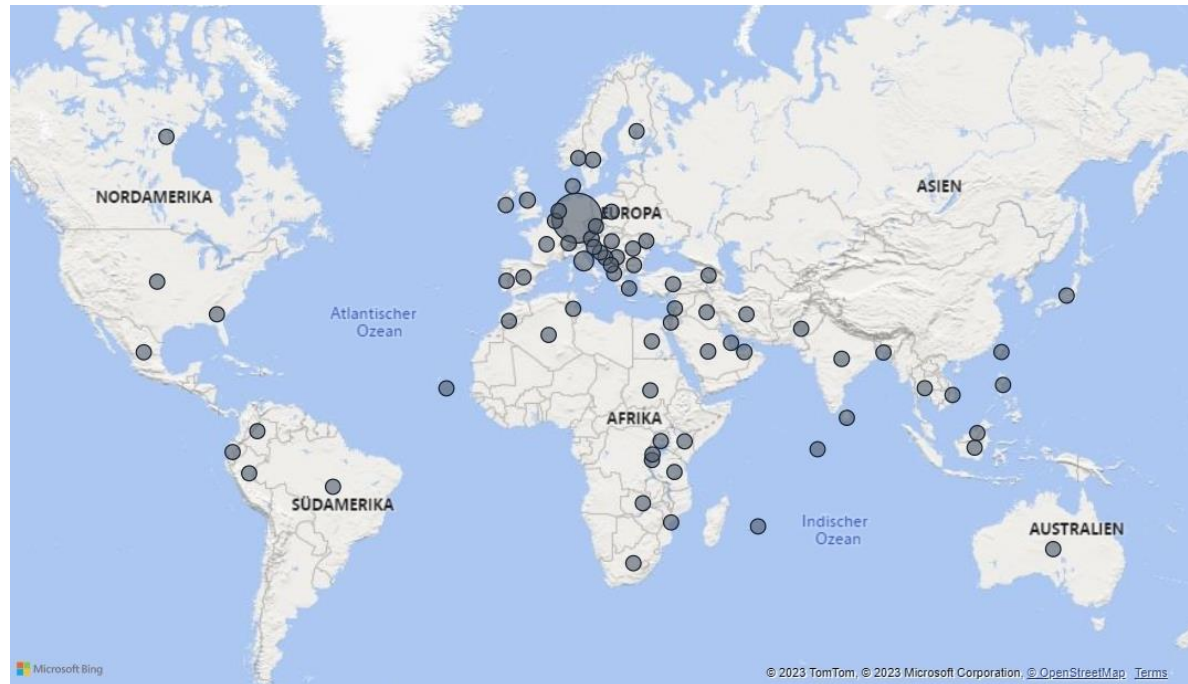 NORDAMERIKA
ASIEN
EUROPA
Atlantischer
Ozean
AFRIKA
SÜDAMERIKA
Indischer
Ozean
AUSTRALIEN
Microsoft Bing
© 2023 TomTom, © 2023 Microsoft Corporation, © OpenStreetMap Terms